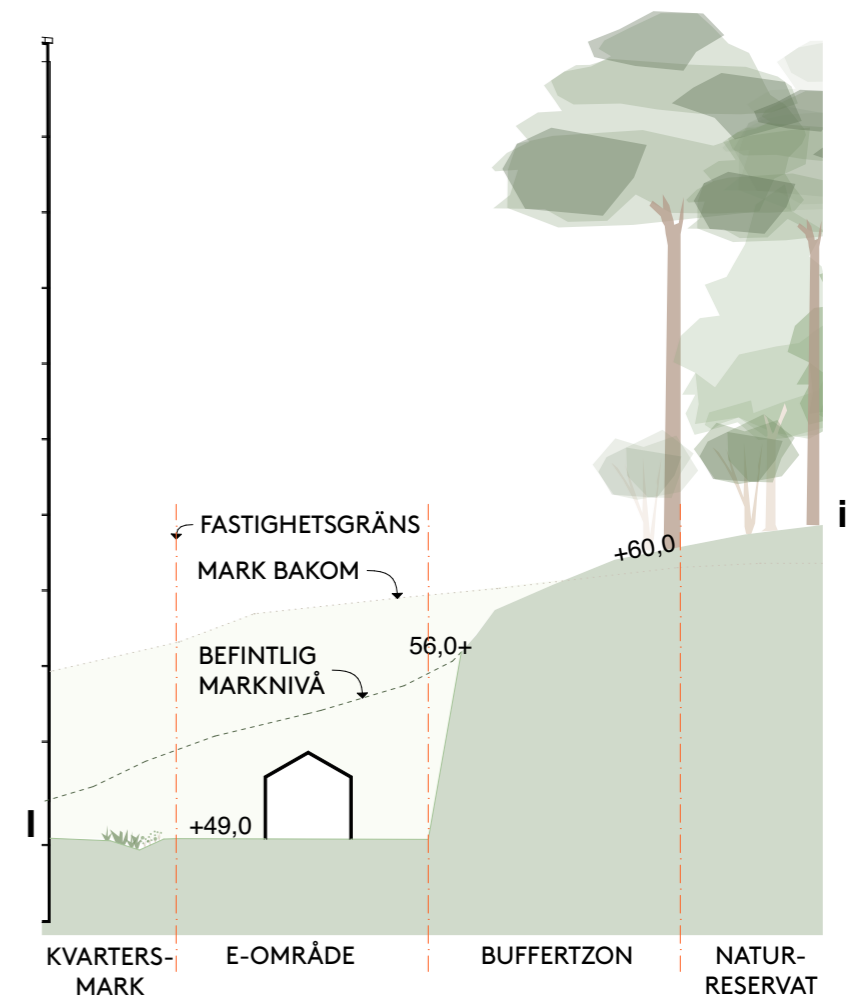 i
FASTIGHETSGRÄNS
+60,0
MARK BAKOM
56,0+
BEFINTLIG
MARKNIVÅ
I
+49,0
KVARTERS-
MARK
E-OMRÅDE
BUFFERTZON
NATUR-
RESERVAT